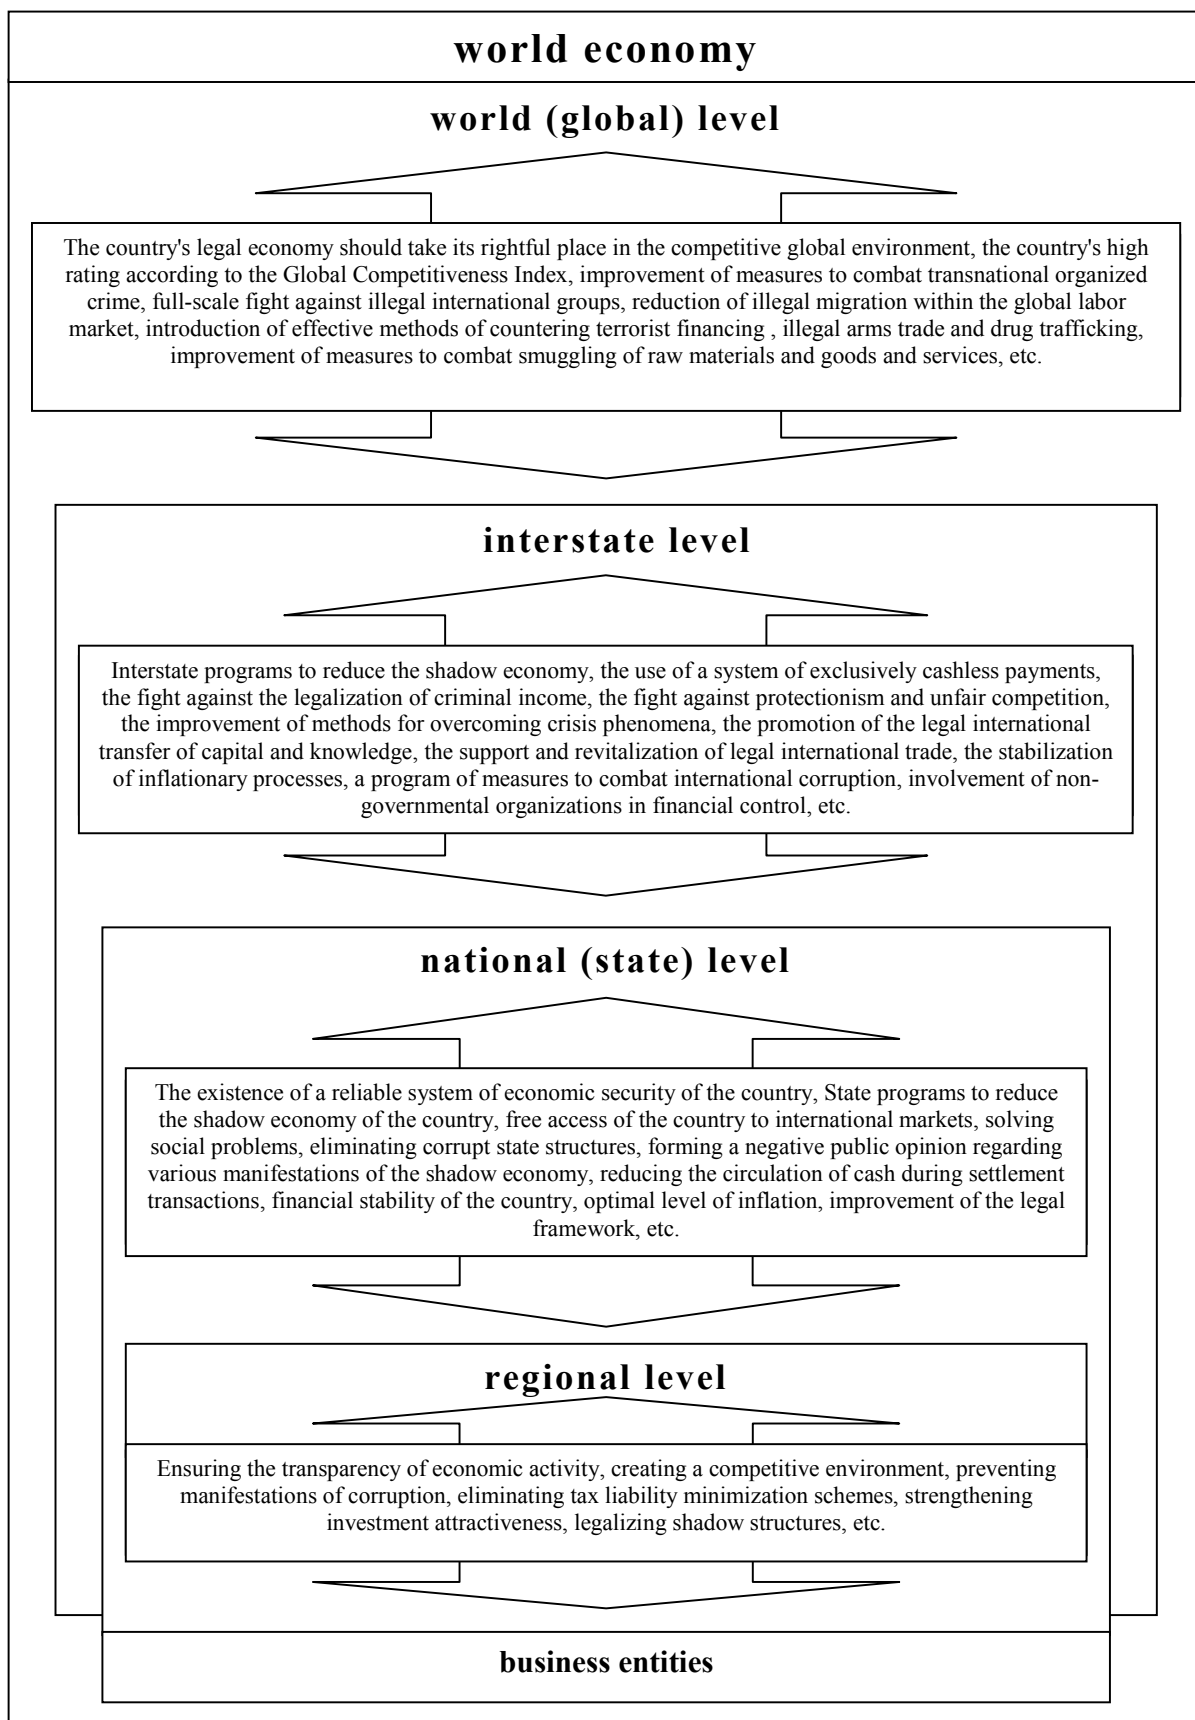 world economy
world (global) level
The country's legal economy should take its rightful place in the competitive global environment, the country's high
rating according to the Global Competitiveness Index, improvement of measures to combat transnational organized
crime, full-scale fight against illegal international groups, reduction of illegal migration within the global labor
market, introduction of effective methods of countering terrorist financing , illegal arms trade and drug trafficking,
improvement of measures to combat smuggling of raw materials and goods and services, etc.
interstate level
Interstate programs to reduce the shadow economy, the use of a system of exclusively cashless payments,
the fight against the legalization of criminal income, the fight against protectionism and unfair competition,
the improvement of methods for overcoming crisis phenomena, the promotion of the legal international
transfer of capital and knowledge, the support and revitalization of legal international trade, the stabilization
of inflationary processes, a program of measures to combat international corruption, involvement of non-
governmental organizations in financial control, etc.
national (state) level
The existence of a reliable system of economic security of the country, State programs to reduce
the shadow economy of the country, free access of the country to international markets, solving
social problems, eliminating corrupt state structures, forming a negative public opinion regarding
various manifestations of the shadow economy, reducing the circulation of cash during settlement
transactions, financial stability of the country, optimal level of inflation, improvement of the legal
framework, etc.
regional level
Ensuring the transparency of economic activity, creating a competitive environment, preventing
manifestations of corruption, eliminating tax liability minimization schemes, strengthening
investment attractiveness, legalizing shadow structures, etc.
business entities